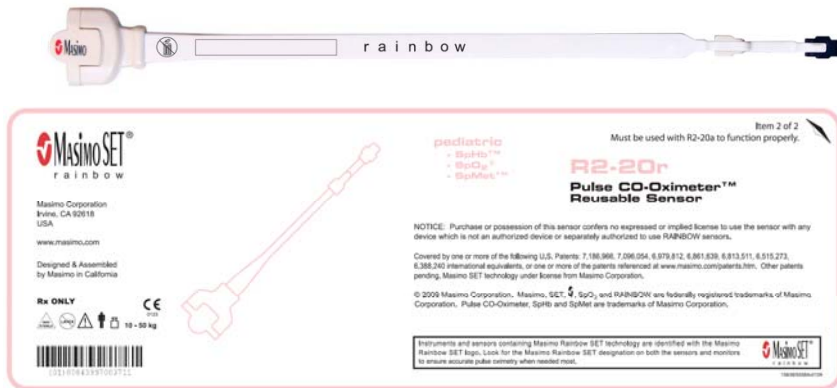 MASIMO
rainbow
Item 2 of 2
Must be used with R2-20a to function properly.
MASIMO SET®
rainbow
Masimo Corporation
Irvine, CA 92618
USA
www.masimo.com
Designed & Assembled
by Masimo in California
Rx ONLY
CE
0123
NON STERILE
LATEX
10 - 50 kg
pediatric
• SpHb™
• SpO₂®
• SpMet™
R2-20r
Pulse CO-Oximeter™
Reusable Sensor
NOTICE: Purchase or possession of this sensor confers no expressed or implied license to use the sensor with any
device which is not an authorized device or separately authorized to use RAINBOW sensors.
Covered by one or more of the following U.S. Patents: 7,186,966, 7,096,054, 6,979,812, 6,861,639, 6,813,511, 6,515,273,
6,388,240 international equivalents, or one or more of the patents referenced at www.masimo.com/patents.htm. Other patents
pending, Masimo SET technology under license from Masimo Corporation.
© 2009 Masimo Corporation. Masimo, SET, SpO₂ and RAINBOW are federally registered trademarks of Masimo
Corporation. Pulse CO-Oximeter, SpHb and SpMet are trademarks of Masimo Corporation.
Instruments and sensors containing Masimo Rainbow SET technology are identified with the Masimo
Rainbow SET logo. Look for the Masimo Rainbow SET designation on both the sensors and monitors
to ensure accurate pulse oximetry when needed most.
MASIMO SET®
rainbow